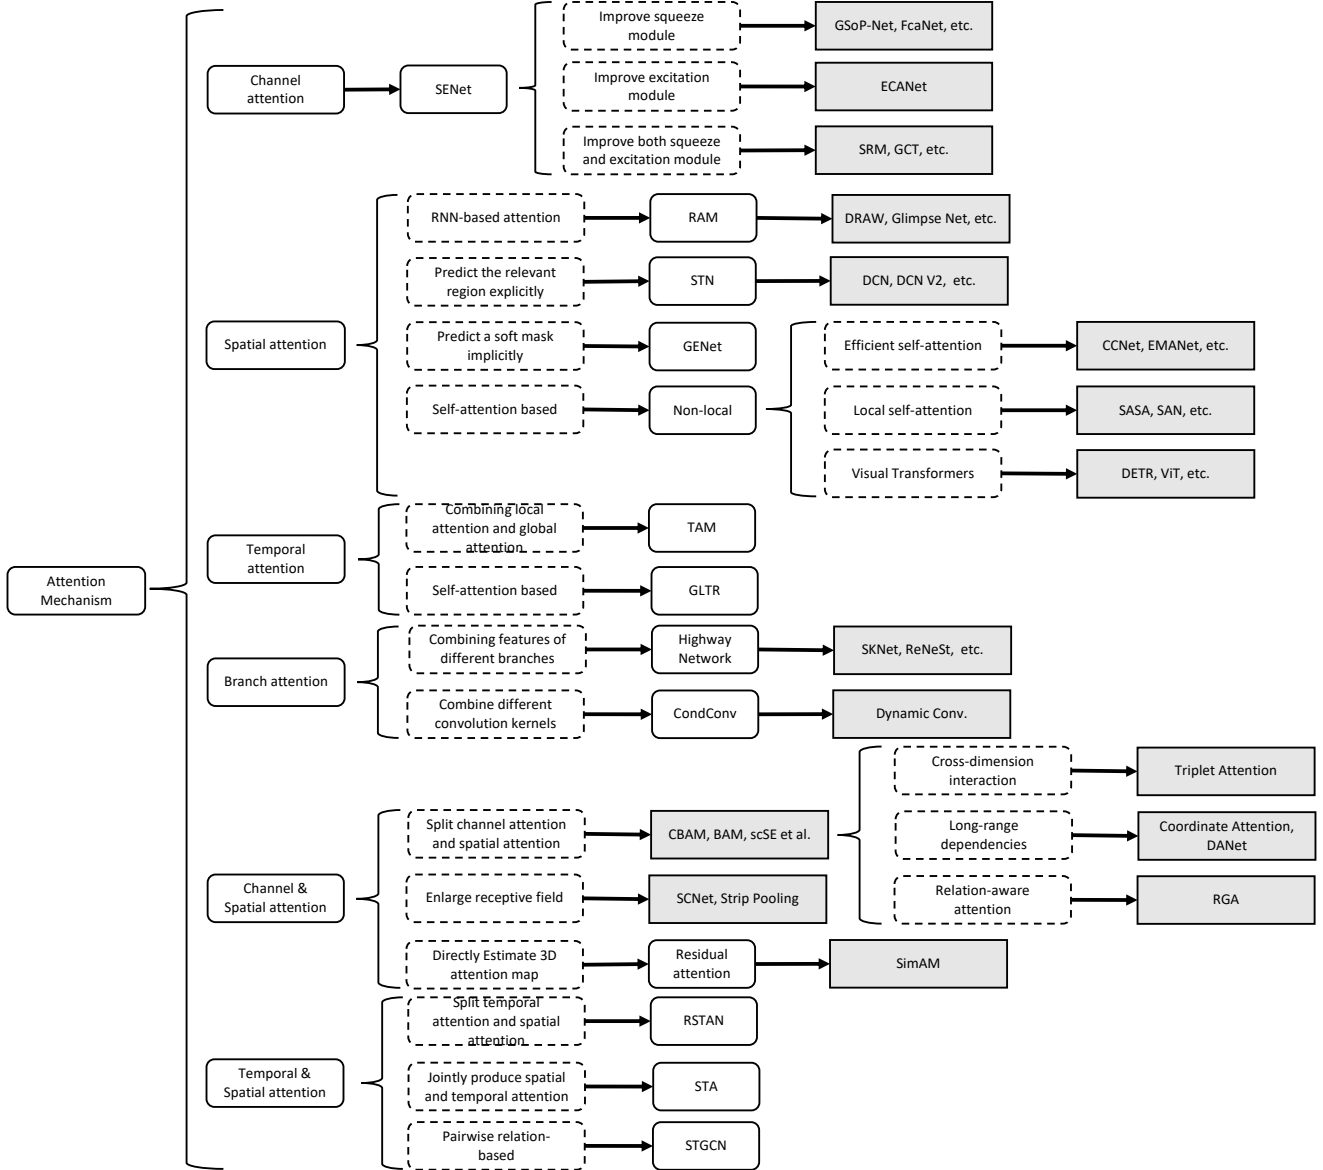 Attention
Mechanism
Channel
attention
SENet
Improve squeeze
module
GSoP-Net, FcaNet, etc.
Improve excitation
module
ECANet
Improve both squeeze
and excitation module
SRM, GCT, etc.
Spatial attention
RNN-based attention
RAM
DRAW, Glimpse Net, etc.
Predict the relevant
region explicitly
STN
DCN, DCN V2,  etc.
Predict a soft mask
implicitly
GENet
Self-attention based
Non-local
Efficient self-attention
CCNet, EMANet, etc.
Local self-attention
SASA, SAN, etc.
Visual Transformers
DETR, ViT, etc.
Temporal
attention
Combining local
attention and global
attention
TAM
Self-attention based
GLTR
Branch attention
Combining features of
different branches
Highway
Network
SKNet, ReNeSt,  etc.
Combine different
convolution kernels
CondConv
Dynamic Conv.
Channel &
Spatial attention
Split channel attention
and spatial attention
CBAM, BAM, scSE et al.
Cross-dimension
interaction
Triplet Attention
Long-range
dependencies
Coordinate Attention,
DANet
Relation-aware
attention
RGA
Enlarge receptive field
SCNet, Strip Pooling
Directly Estimate 3D
attention map
Residual
attention
SimAM
Temporal &
Spatial attention
Split temporal
attention and spatial
attention
RSTAN
Jointly produce spatial
and temporal attention
STA
Pairwise relation-
based
STGCN